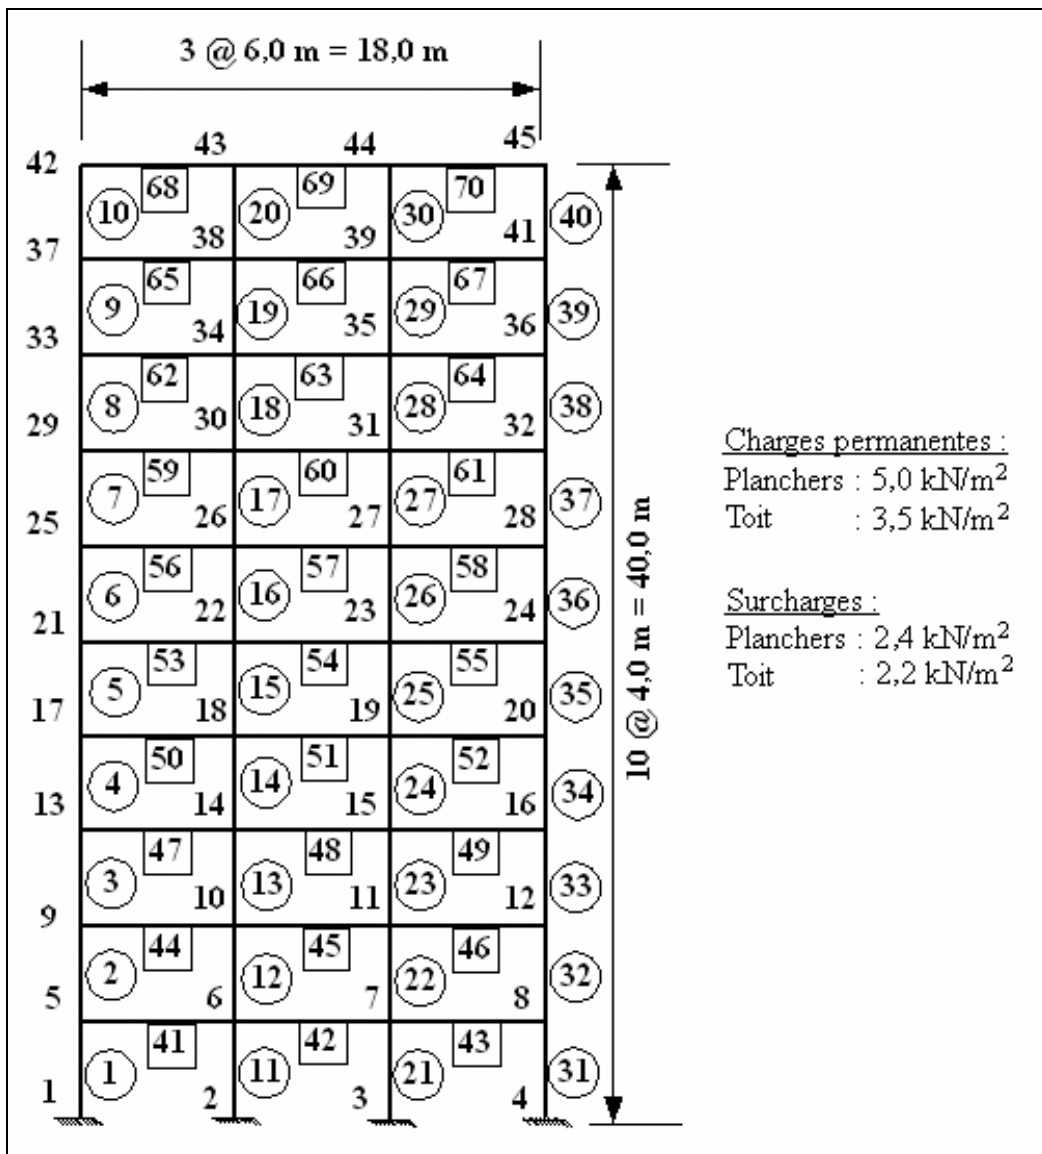 3 @ 6,0 m = 18,0 m
43 44 45
42
10 68 20 69 30 70 40
38 39 41
37
9 65 19 66 29 67 39
34 35 36
33
8 62 18 63 28 64 38
30 31 32
29
7 59 17 60 27 61 37
26 27 28
25
6 56 16 57 26 58 36
22 23 24
21
5 53 15 54 25 55 35
18 19 20
17
4 50 14 51 24 52 34
14 15 16
13
3 47 13 48 23 49 33
10 11 12
9
2 44 12 45 22 46 32
6 7 8
5
1 41 11 42 21 43 31
1 2 3 4
10 @ 4,0 m = 40,0 m
Charges permanentes :
Planchers : 5,0 kN/m²
Toit : 3,5 kN/m²
Surcharges :
Planchers : 2,4 kN/m²
Toit : 2,2 kN/m²